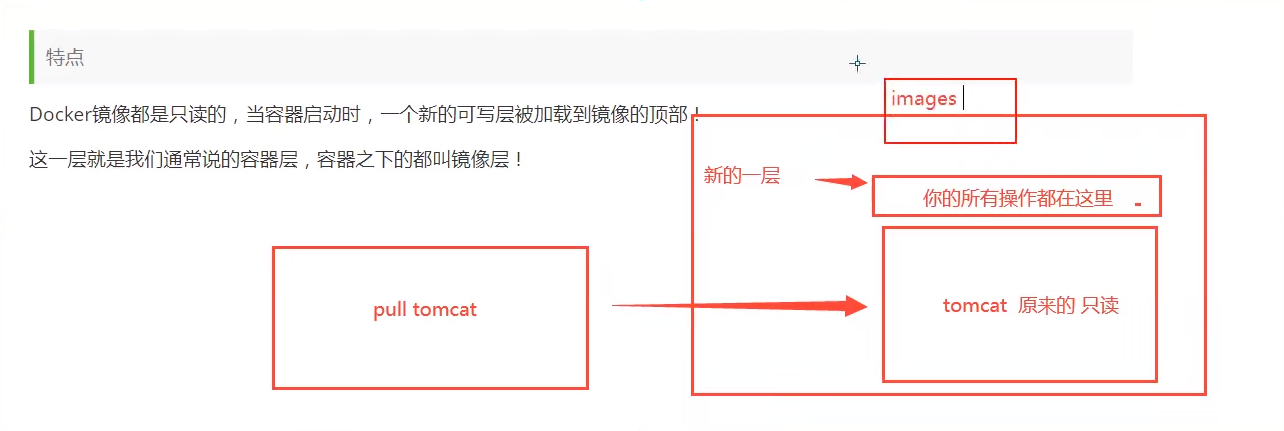 特点
images
Docker镜像都是只读的，当容器启动时，一个新的可写层被加载到镜像的顶部！
这一层就是我们通常说的容器层，容器之下的都叫镜像层！
新的一层
你的所有操作都在这里
pull tomcat
tomcat 原来的 只读